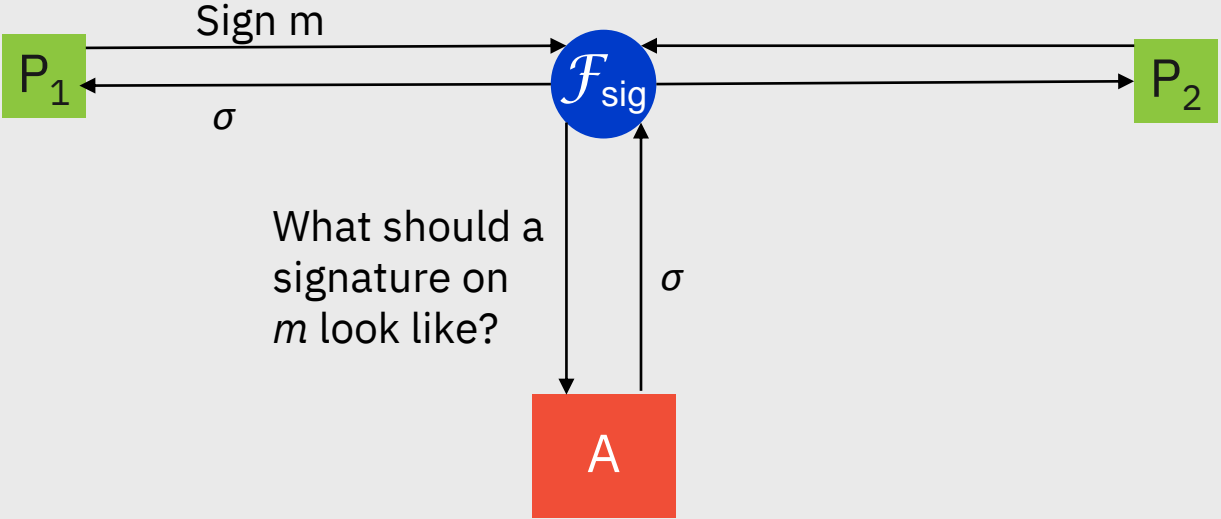 Sign m
P₁
ℱsig
P₂
σ
What should a
signature on
m look like?
σ
A